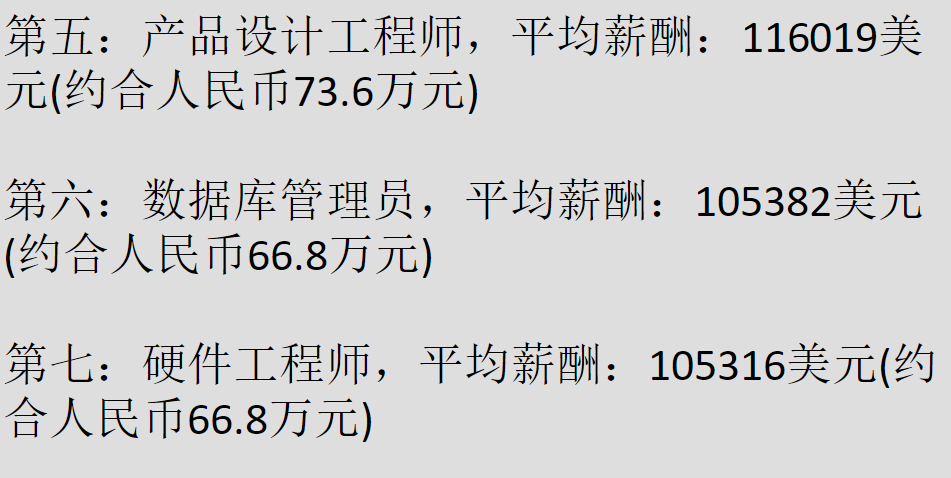 第五：产品设计工程师，平均薪酬：116019美
元(约合人民币73.6万元)
第六：数据库管理员，平均薪酬：105382美元
(约合人民币66.8万元)
第七：硬件工程师，平均薪酬：105316美元(约
合人民币66.8万元)